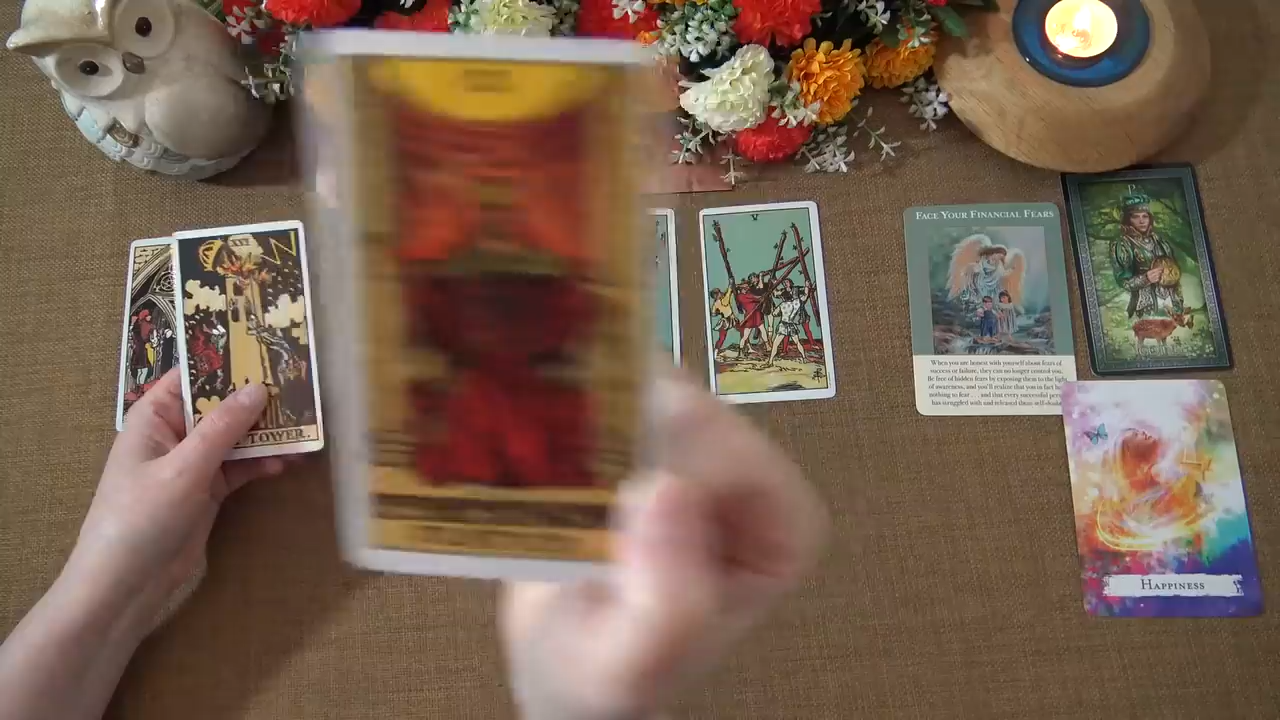 XVI
TOWER.
V
FACE YOUR FINANCIAL FEARS
When you are honest with yourself about fears of
success or failure, they can no longer control you.
Be free of hidden fears by exposing them to the light
of awareness, and you'll realize that you in fact have
nothing to fear . . . and that every successful person
has struggled with and released these self-doubts
HAPPINESS